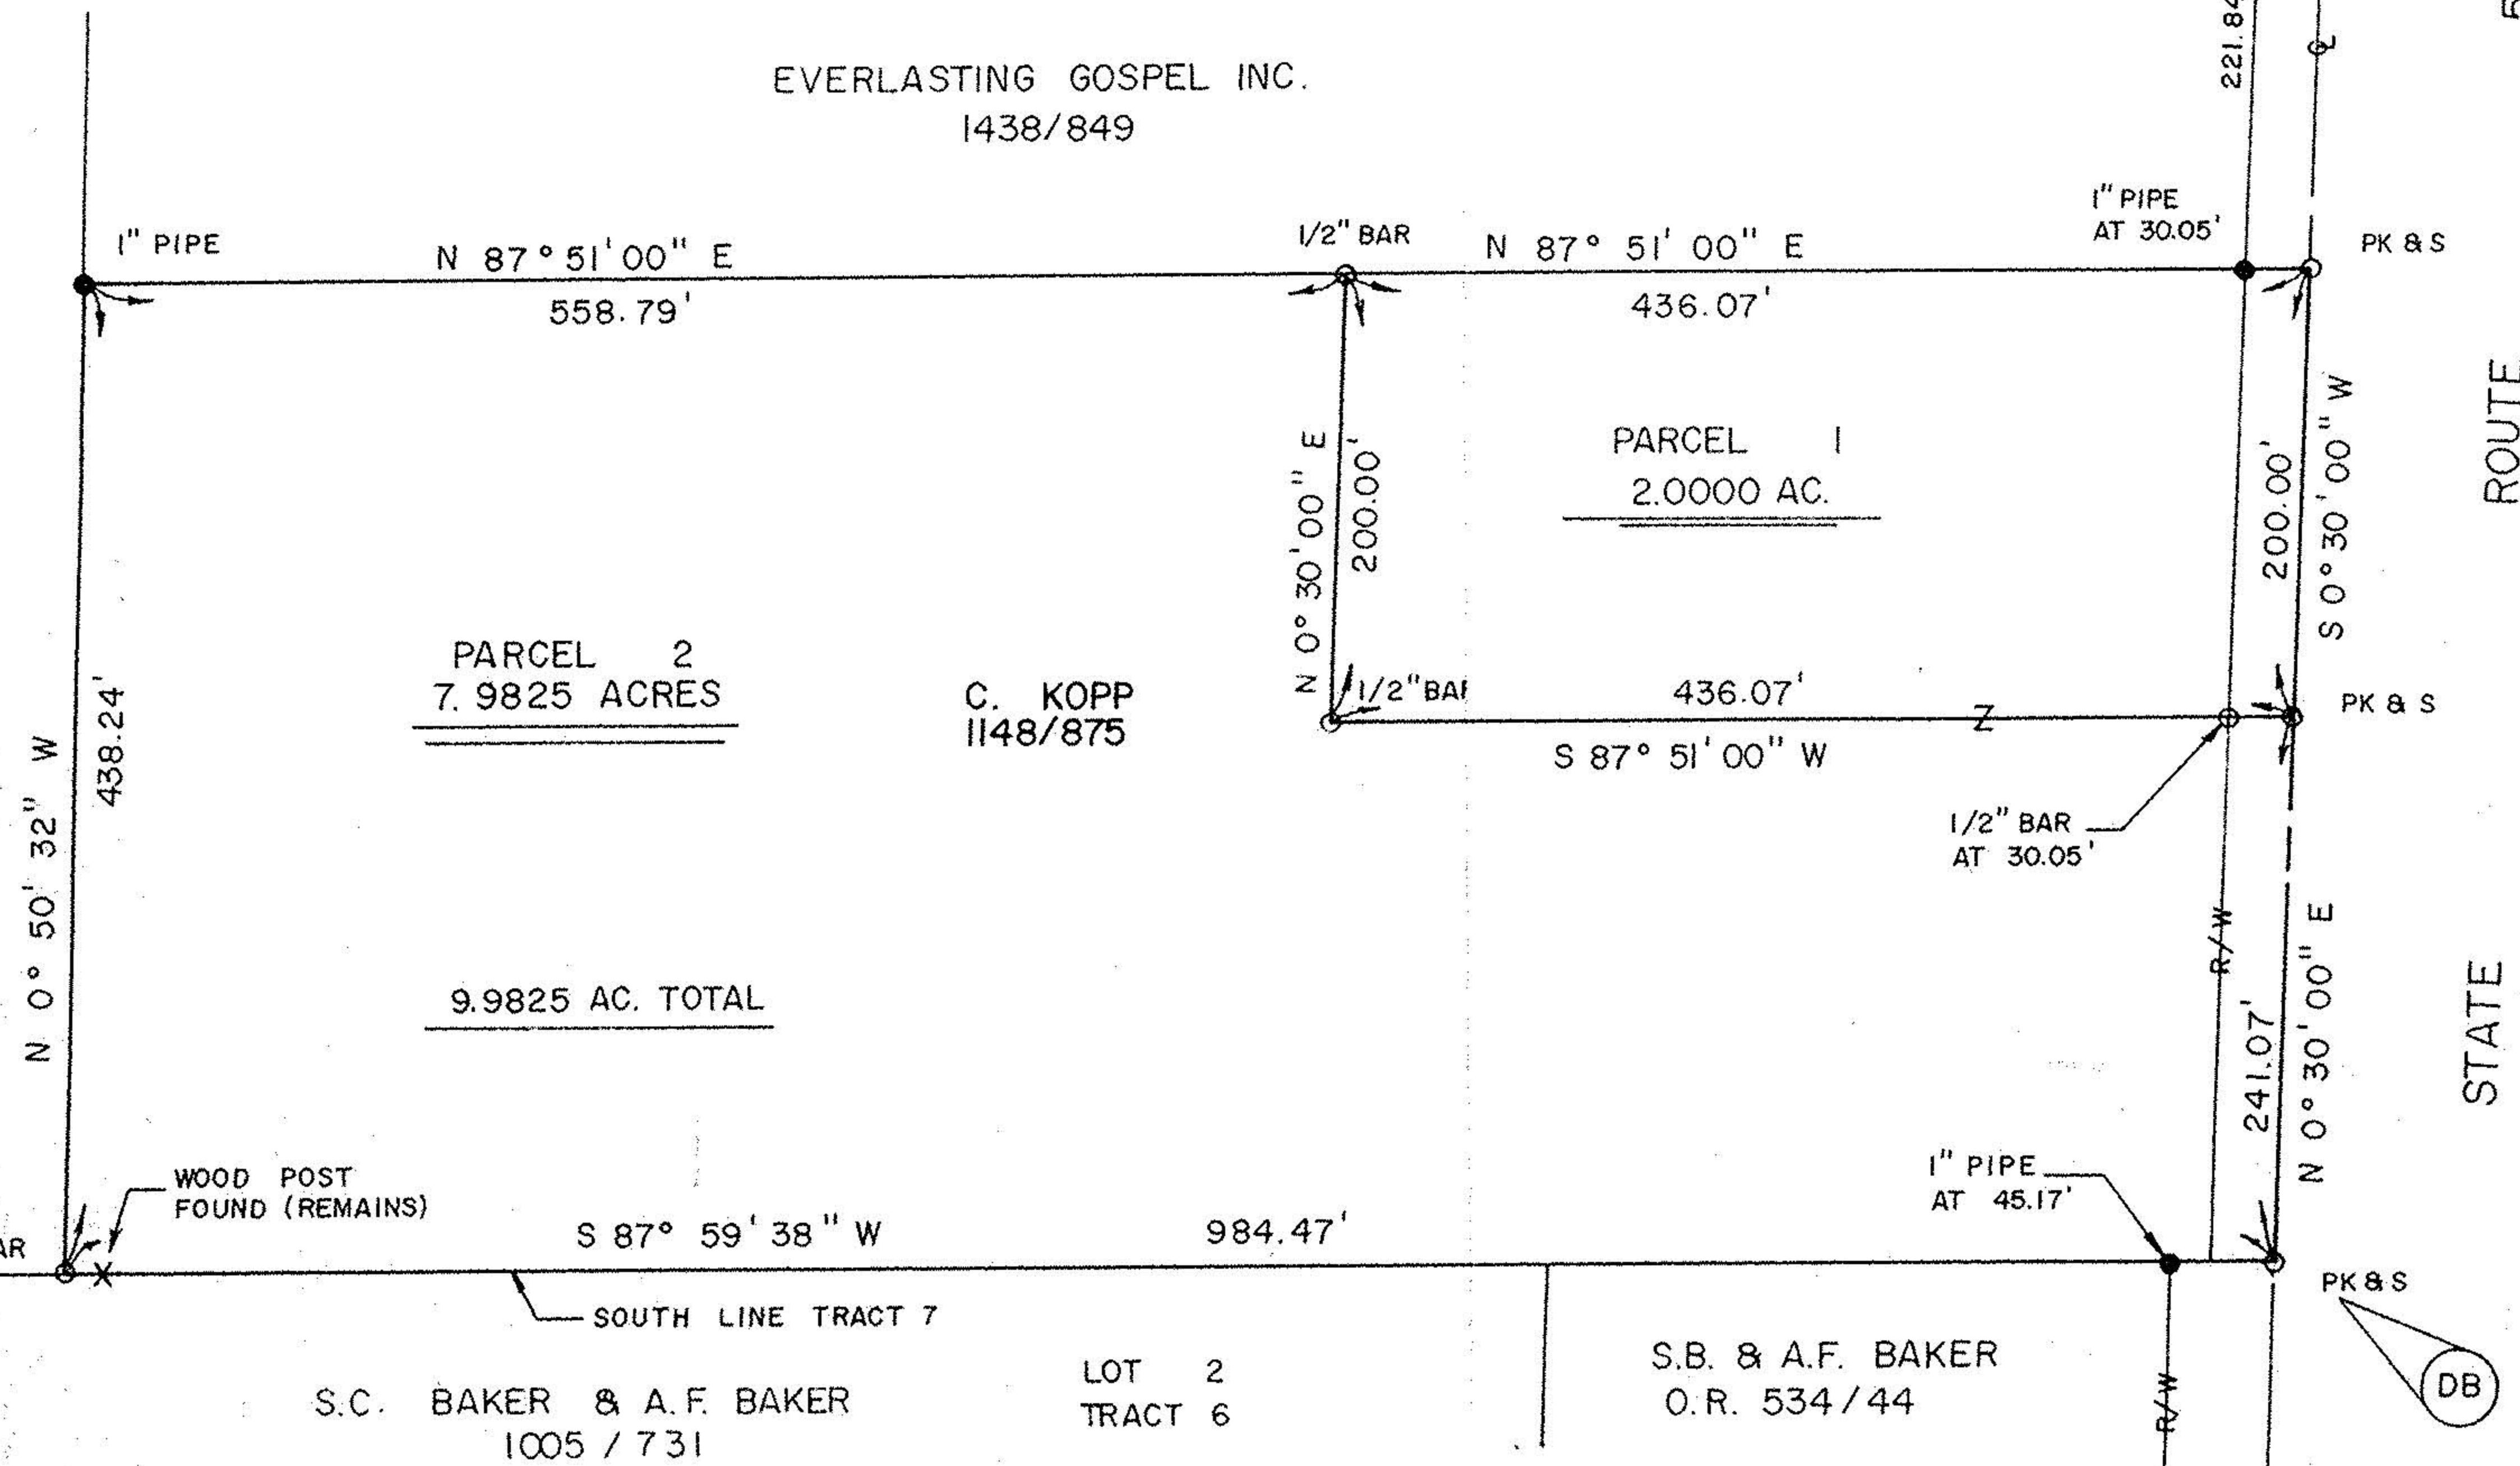 221.84
EVERLASTING GOSPEL INC.
1438/849
1" PIPE
N 87° 51' 00" E
558.79'
1/2" BAR
N 87° 51' 00" E
436.07'
1" PIPE
AT 30.05'
PK & S
ROUTE
N 0° 30' 00" E
200.00'
PARCEL 1
2.0000 AC.
200.00'
S 0° 30' 00" W
PARCEL 2
7.9825 ACRES
C. KOPP
1148/875
1/2" BAR
436.07'
Z
S 87° 51' 00" W
PK & S
1/2" BAR
AT 30.05'
N 0° 50' 32" W
438.24'
9.9825 AC. TOTAL
R/W
241.07'
N 0° 30' 00" E
STATE
WOOD POST
FOUND (REMAINS)
AR
X
S 87° 59' 38" W
984.47'
1" PIPE
AT 45.17'
PK & S
SOUTH LINE TRACT 7
S.C. BAKER & A.F. BAKER
1005 / 731
LOT 2
TRACT 6
S.B. & A.F. BAKER
O.R. 534/44
R/W
DB